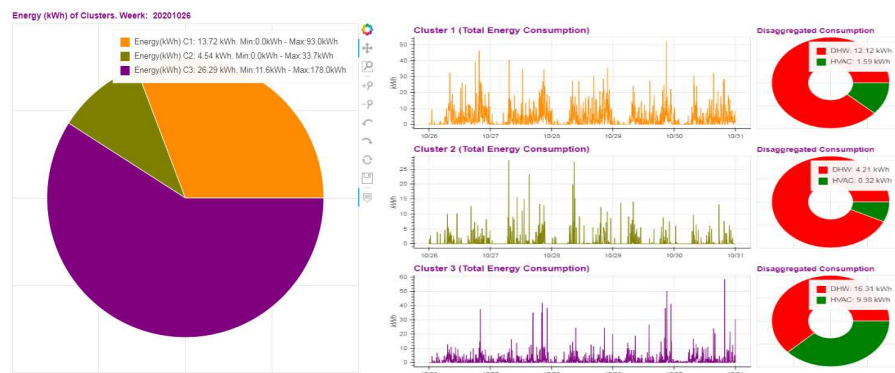 Energy (kWh) of Clusters. Weerk: 20201026
Energy(kWh) C1: 13.72 kWh. Min:0.0kWh - Max:93.0kWh
Energy(kWh) C2: 4.54 kWh. Min:0.0kWh - Max:33.7kWh
Energy(kWh) C3: 26.29 kWh. Min:11.6kWh - Max:178.0kWh
Cluster 1 (Total Energy Consumption)
kWh
50
40
30
20
10
0
10/26 10/27 10/28 10/29 10/30 10/31
Disaggregated Consumption
DHW: 12.12 kWh
HVAC: 1.59 kWh
Cluster 2 (Total Energy Consumption)
kWh
25
20
15
10
5
0
10/26 10/27 10/28 10/29 10/30 10/31
Disaggregated Consumption
DHW: 4.21 kWh
HVAC: 0.32 kWh
Cluster 3 (Total Energy Consumption)
kWh
60
50
40
30
20
10
0
Disaggregated Consumption
DHW: 16.31 kWh
HVAC: 9.98 kWh